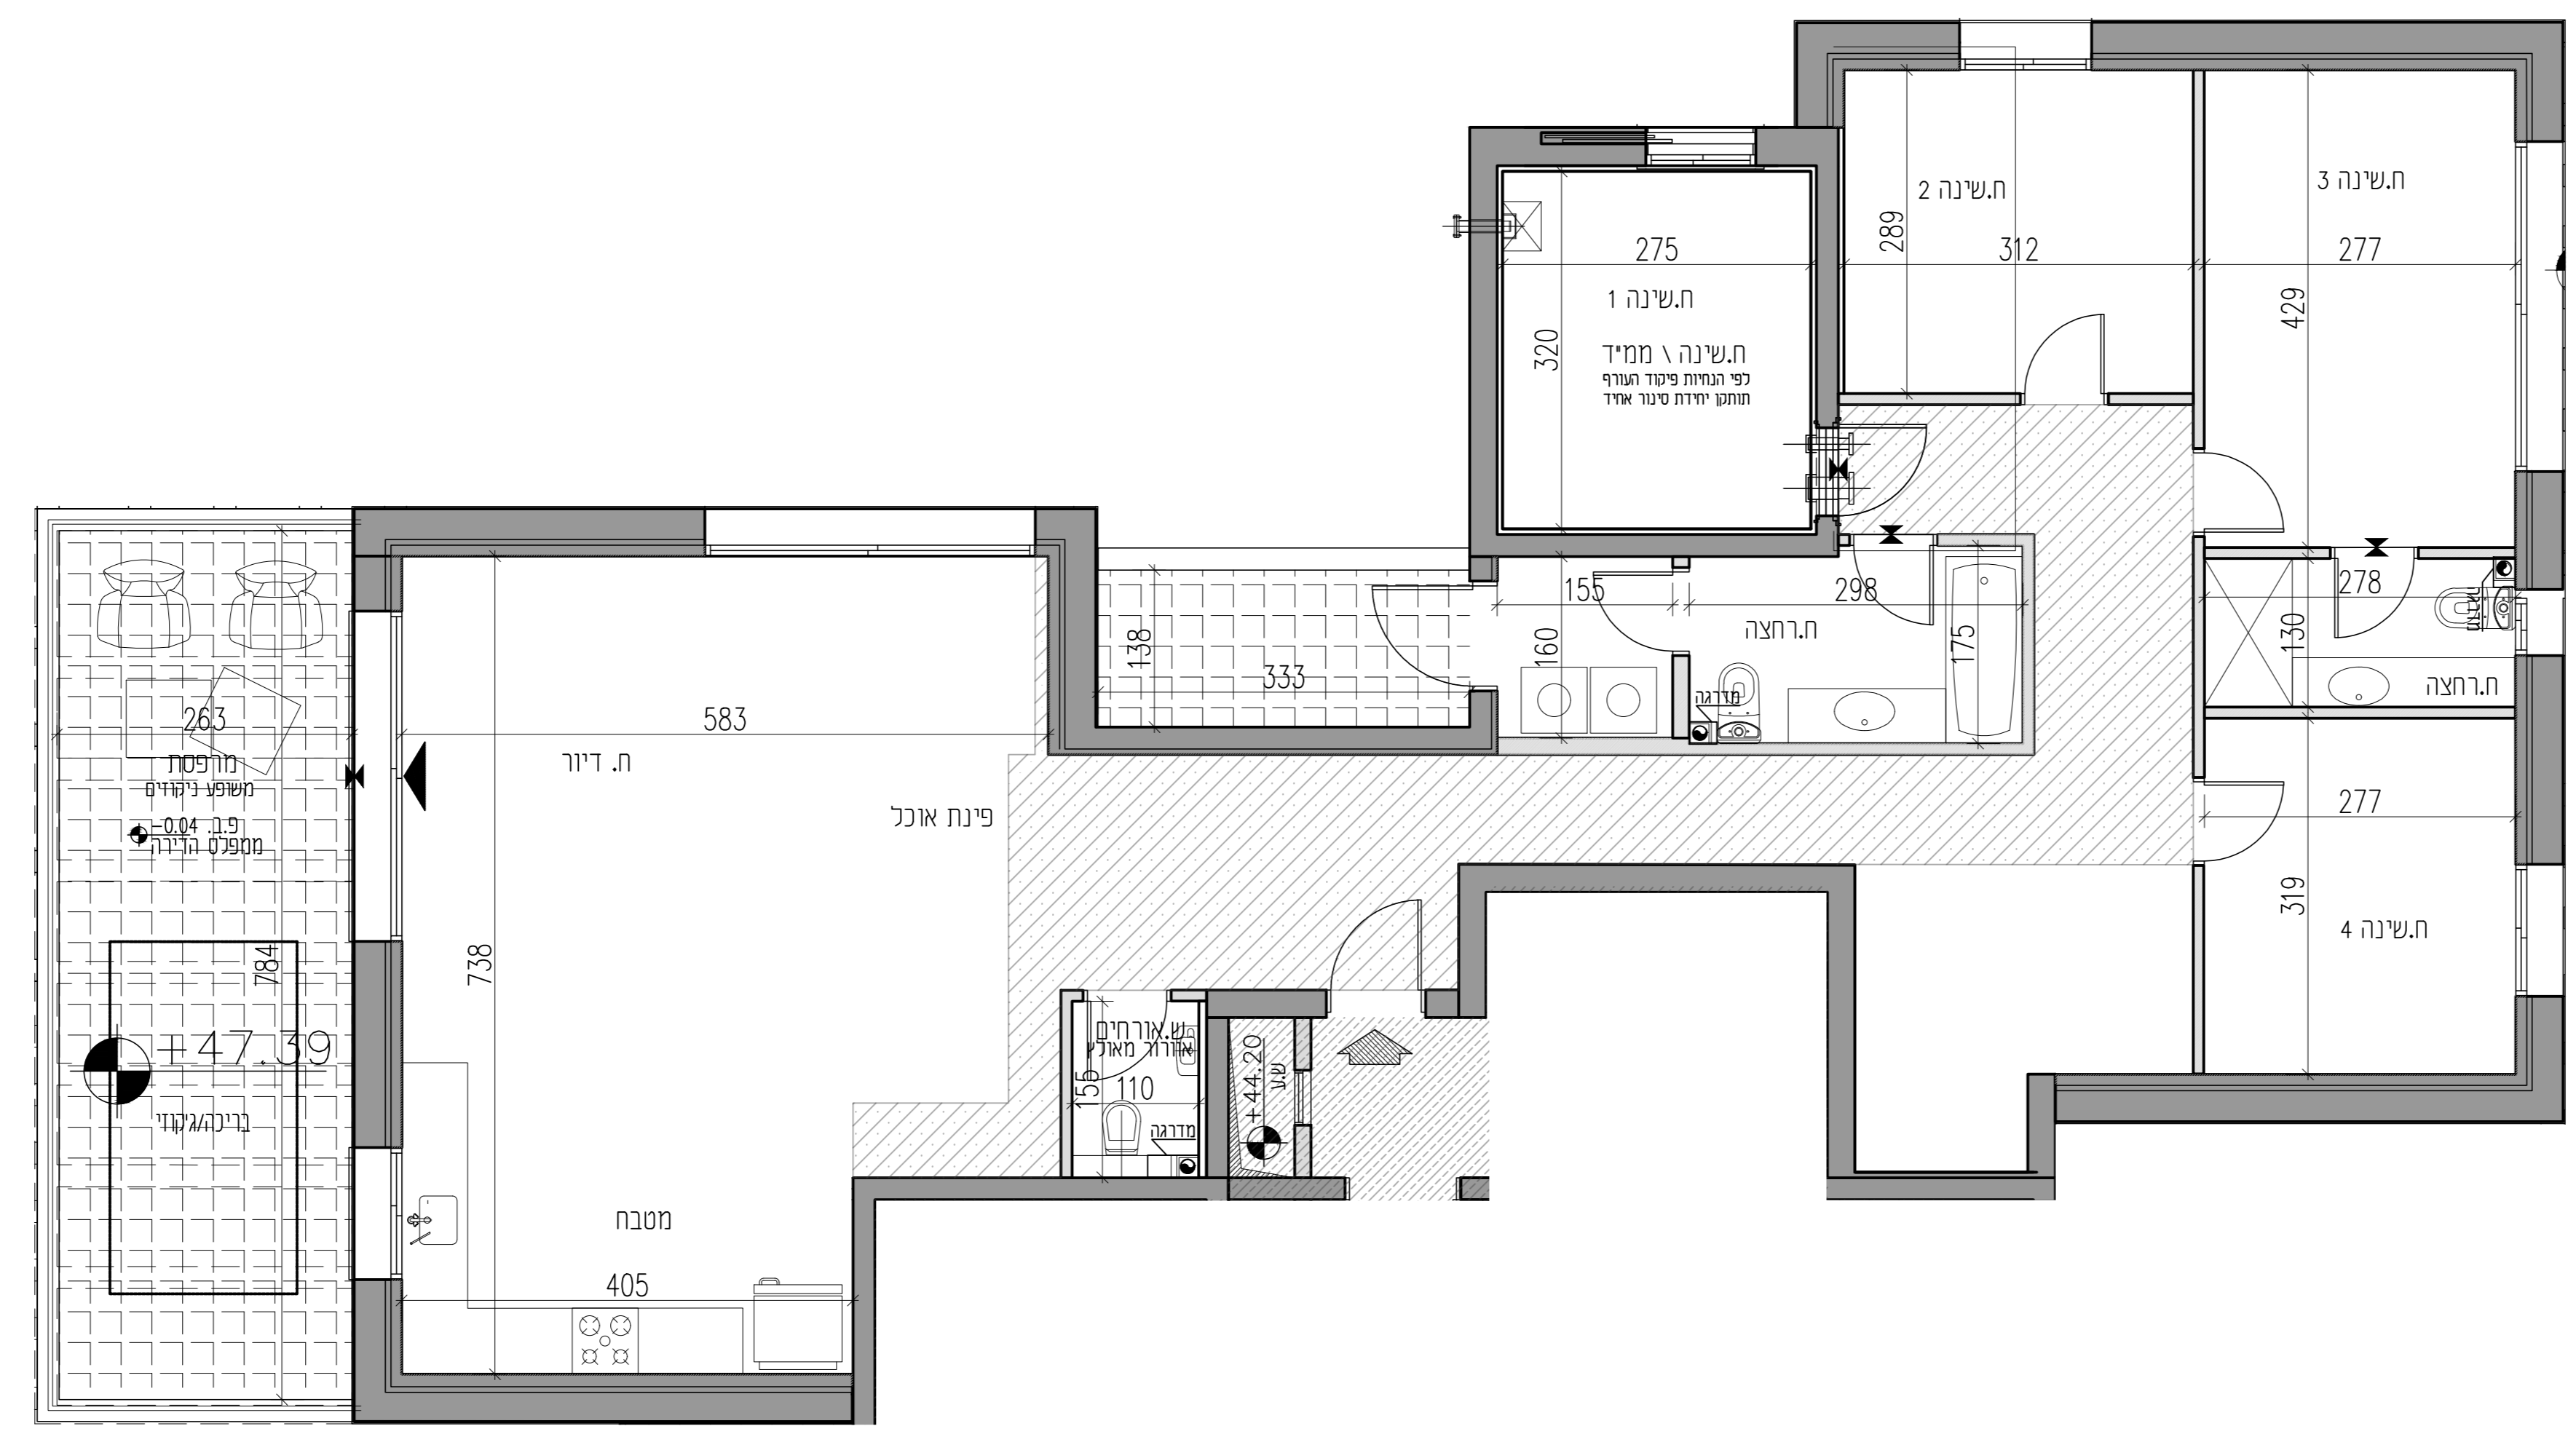 ח.שינה 3
ח.שינה 2
289
312
277
429
275
ח.שינה 1
320
ח.שינה \ ממ"ד
לפי הנחיות פיקוד העורף
תותקן יחידת סינור אחיד
155
298
278
ח.רחצה
138
160
175
130
333
מדרגה
ח.רחצה
263
583
ח. דיור
מרפסת
משופע ניקוזים
פ.ב. -0.04
ממפלס הדירה
פינת אוכל
277
319
ח.שינה 4
784
738
+47.39
בריכה/ג'קוזי
ש.אורחים
אוורור מאולץ
155
110
מדרגה
+44.20
ש.ע
מטבח
405